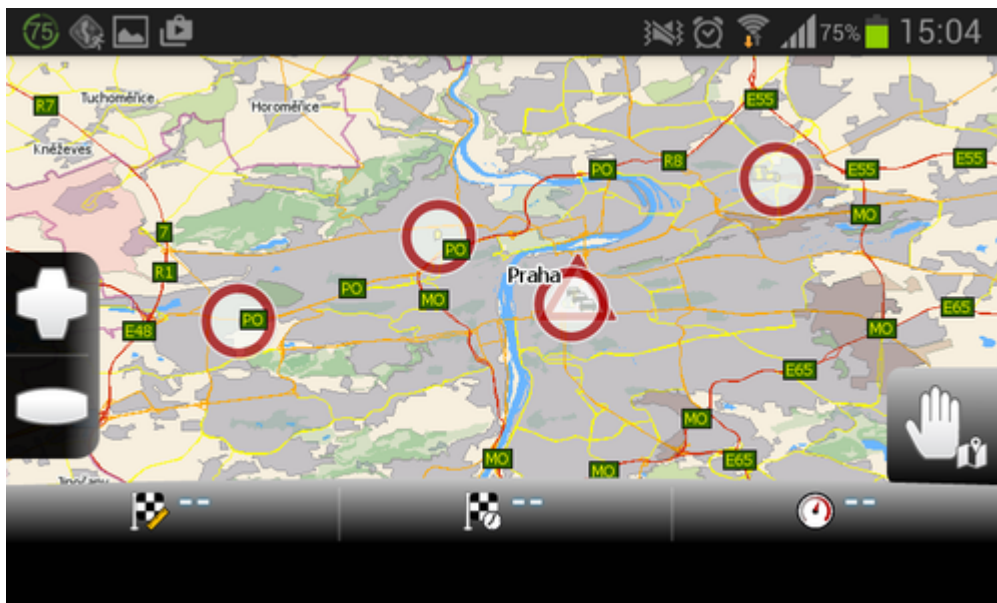 75
75%
15:04
Tuchoměřice
Horoměřice
R7
E55
Kněževes
R8
PO
E55
E55
MO
7
PO
R1
PO
MO
Praha
E48
PO
E65
MO
E65
MO
E65
MO
MO
-- -- --